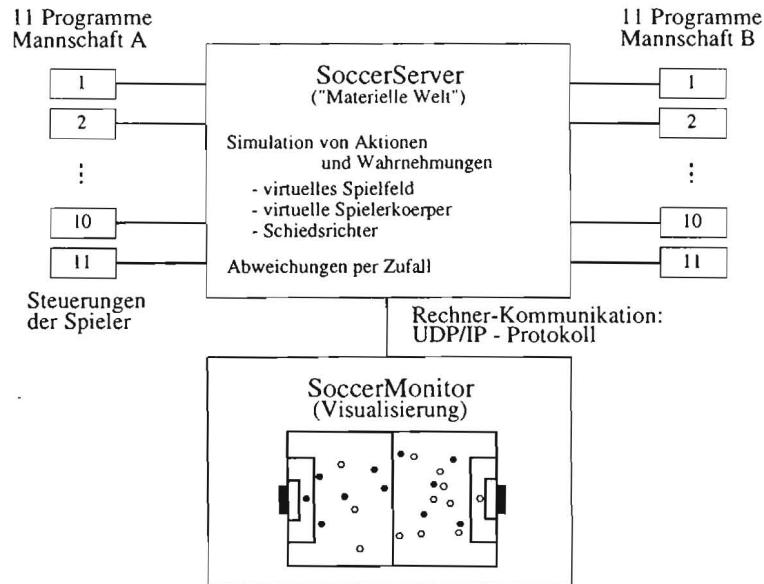 11 Programme
Mannschaft A
1
2
⋮
10
11
Steuerungen
der Spieler
SoccerServer
("Materielle Welt")
Simulation von Aktionen
und Wahrnehmungen
- virtuelles Spielfeld
- virtuelle Spielerkoerper
- Schiedsrichter
Abweichungen per Zufall
11 Programme
Mannschaft B
1
2
⋮
10
11
Rechner-Kommunikation:
UDP/IP - Protokoll
SoccerMonitor
(Visualisierung)